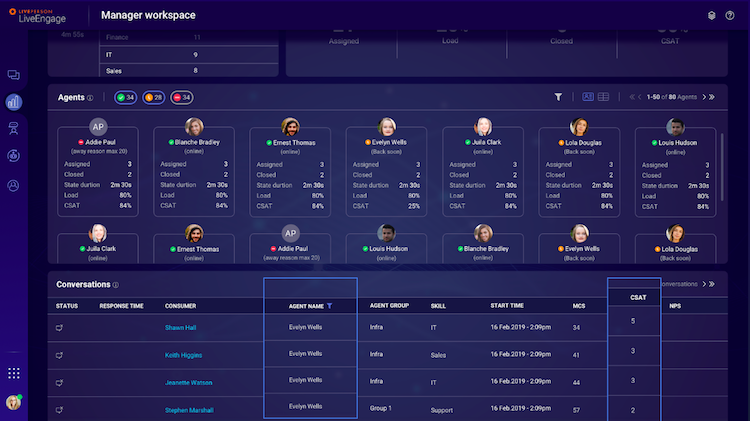 LIVEPERSON
LiveEngage
Manager workspace
4m 55s
Finance 11
IT 9
Sales 8
Assigned Load Closed CSAT
Agents 34 28 34
1-50 of 80 Agents
AP
Addie Paul Blanche Bradley Ernest Thomas Evelyn Wells Juila Clark Lola Douglas Louis Hudson
(away reason max 20) (online) (online) (Back soon) (online) (Back soon) (online)
Assigned 3 Assigned 3 Assigned 3 Assigned 3 Assigned 3 Assigned 3 Assigned 3
Closed 2 Closed 2 Closed 2 Closed 2 Closed 2 Closed 2 Closed 2
State durtion 2m 30s State durtion 2m 30s State durtion 2m 30s State durtion 2m 30s State durtion 2m 30s State durtion 2m 30s State durtion 2m 30s
Load 80% Load 80% Load 80% Load 80% Load 80% Load 80% Load 80%
CSAT 84% CSAT 84% CSAT 84% CSAT 25% CSAT 84% CSAT 84% CSAT 84%
AP
Juila Clark Ernest Thomas Addie Paul Louis Hudson Blanche Bradley Evelyn Wells Lola Douglas
(online) (online) (away reason max 20) (online) (online) (Back soon) (Back soon)
Conversations onversations
STATUS RESPONSE TIME CONSUMER AGENT NAME AGENT GROUP SKILL START TIME MCS CSAT NPS
Shawn Hall Evelyn Wells Infra IT 16 Feb 2019 - 2:09pm 34 5
Keith Higgins Evelyn Wells Infra Sales 16 Feb 2019 - 2:09pm 41 3
Jeanette Watson Evelyn Wells Infra IT 16 Feb.2019 - 2:09pm 44 3
Stephen Marshall Evelyn Wells Group 1 Support 16 Feb.2019 - 2:09pm 57 2